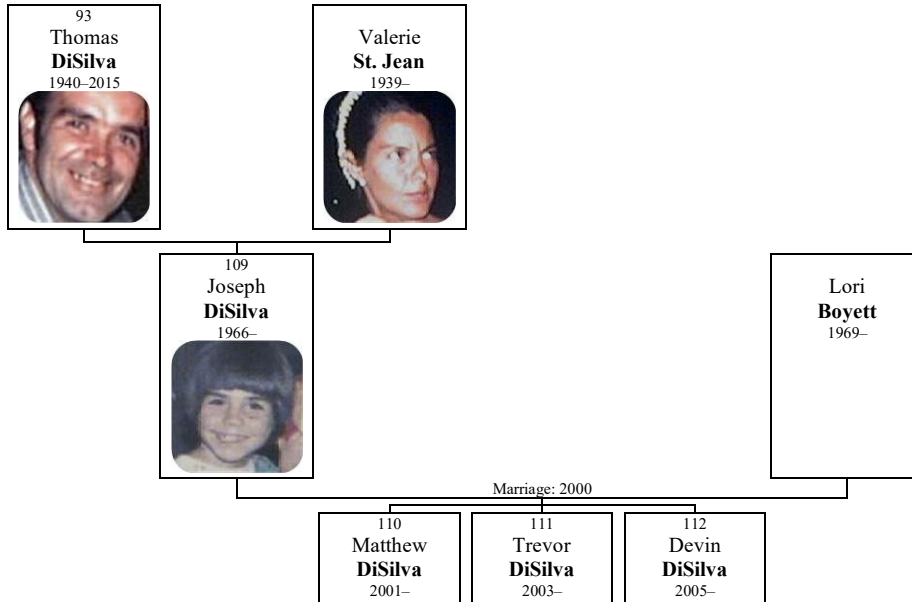 93
Thomas
DiSilva
1940–2015
Valerie
St. Jean
1939–
109
Joseph
DiSilva
1966–
Lori
Boyett
1969–
Marriage: 2000
110
Matthew
DiSilva
2001–
111
Trevor
DiSilva
2003–
112
Devin
DiSilva
2005–